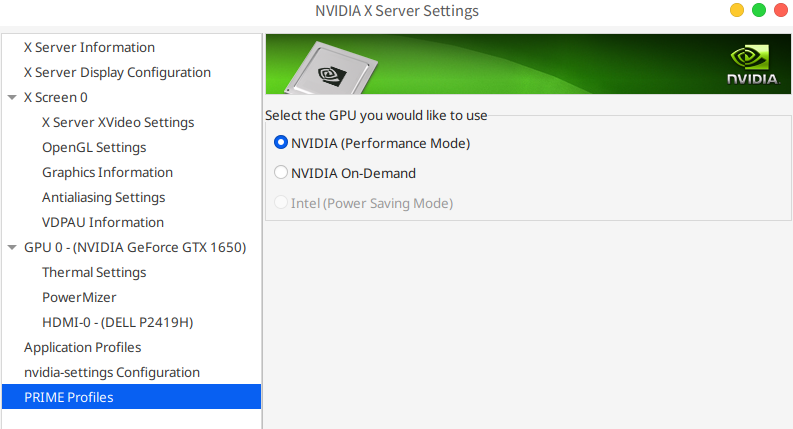 NVIDIA X Server Settings
X Server Information
X Server Display Configuration
X Screen 0
X Server XVideo Settings
OpenGL Settings
Graphics Information
Antialiasing Settings
VDPAU Information
GPU 0 - (NVIDIA GeForce GTX 1650)
Thermal Settings
PowerMizer
HDMI-0 - (DELL P2419H)
Application Profiles
nvidia-settings Configuration
PRIME Profiles
NVIDIA.
Select the GPU you would like to use
NVIDIA (Performance Mode)
NVIDIA On-Demand
Intel (Power Saving Mode)